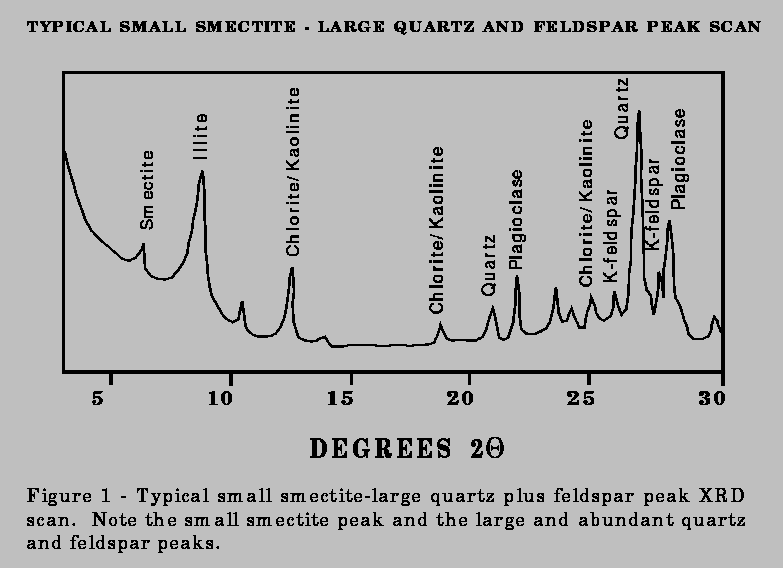 TYPICAL SMALL SMECTITE - LARGE QUARTZ AND FELDSPAR PEAK SCAN
Smectite
Illite
Chlorite/Kaolinite
Chlorite/Kaolinite
Quartz
Plagioclase
Chlorite/Kaolinite
K-feldspar
Quartz
K-feldspar
Plagioclase
5 10 15 20 25 30
DEGREES 2Θ
Figure 1 - Typical small smectite-large quartz plus feldspar peak XRD
scan. Note the small smectite peak and the large and abundant quartz
and feldspar peaks.